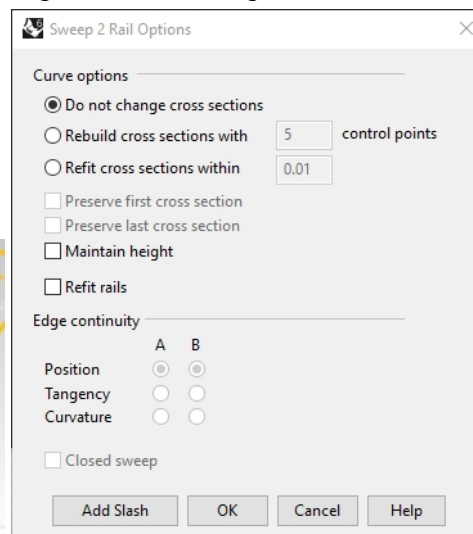 Sweep 2 Rail Options
Curve options
Do not change cross sections
Rebuild cross sections with 5 control points
Refit cross sections within 0.01
Preserve first cross section
Preserve last cross section
Maintain height
Refit rails
Edge continuity
A B
Position
Tangency
Curvature
Closed sweep
Add Slash OK Cancel Help